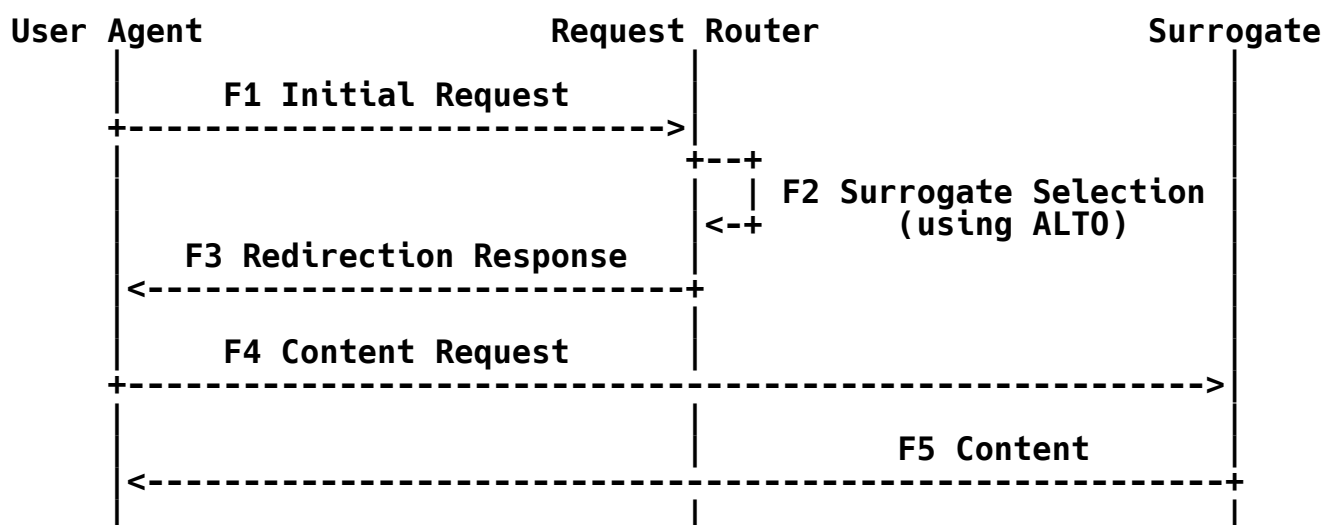 User Agent Request Router Surrogate
F1 Initial Request
F2 Surrogate Selection
(using ALTO)
F3 Redirection Response
F4 Content Request
F5 Content